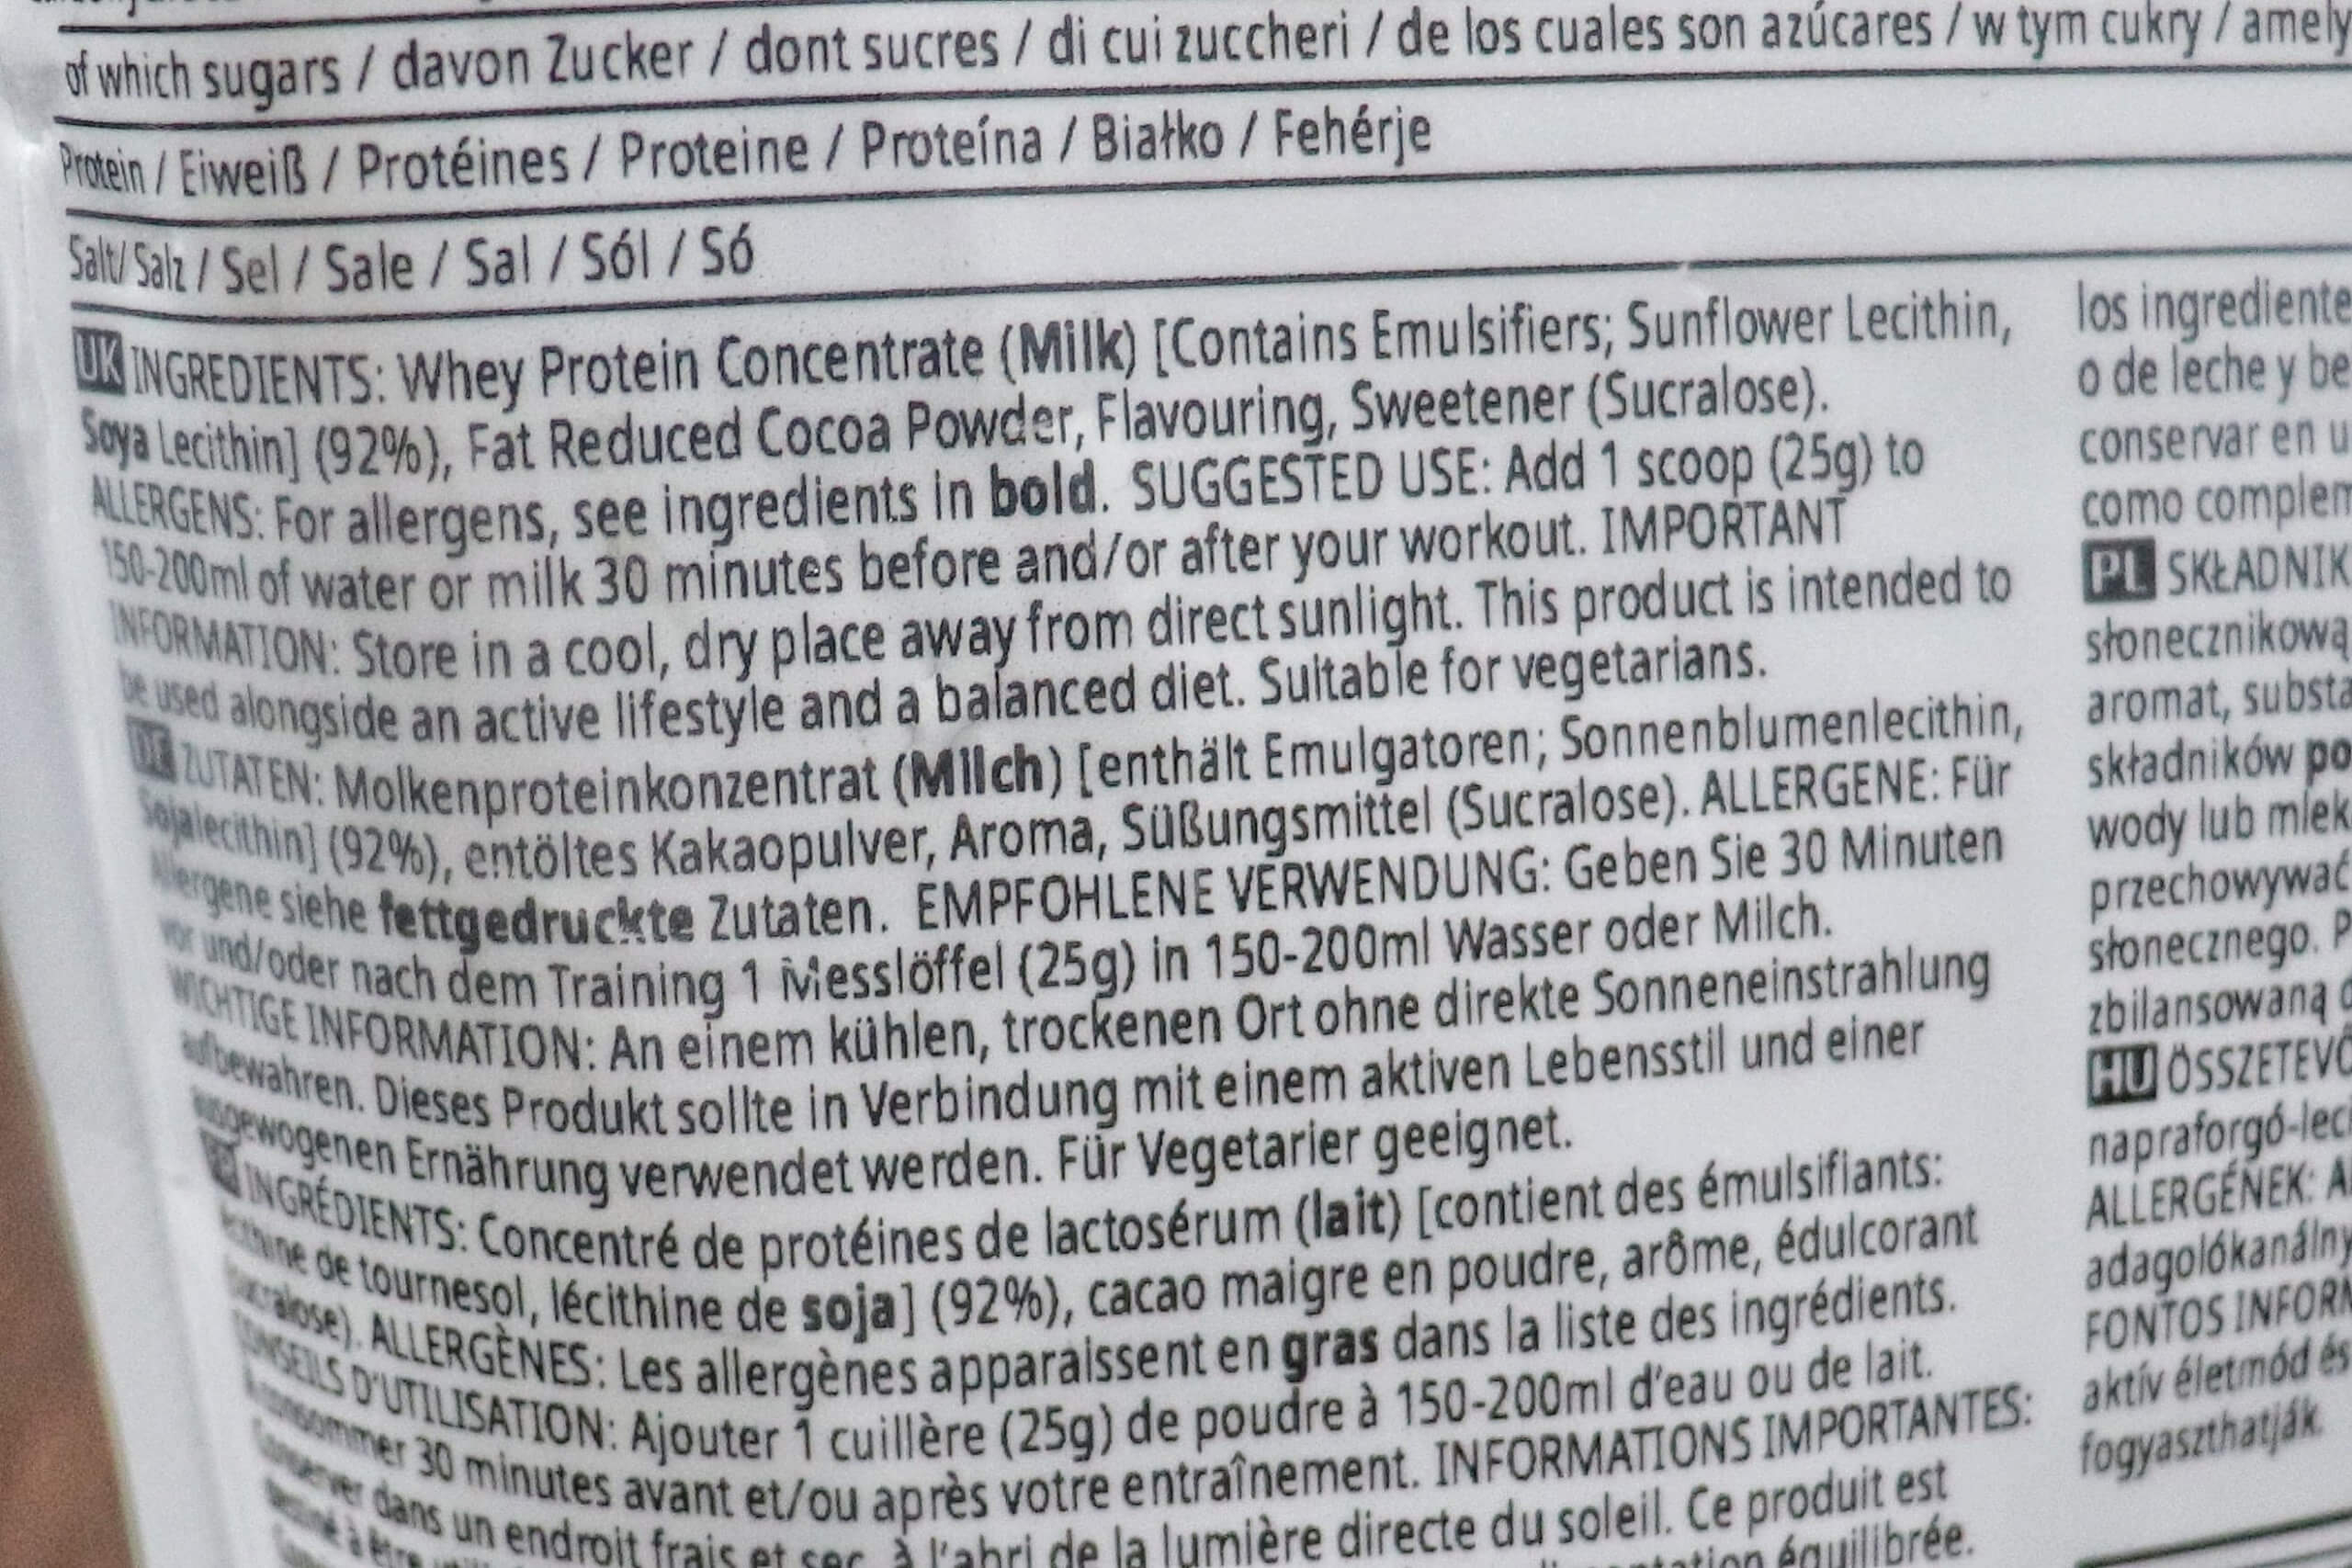 of which sugars / davon Zucker / dont sucres / di cui zuccheri / de los cuales son azúcares / w tym cukry / amely
Protein / Eiweiß / Protéines / Proteine / Proteína / Białko / Fehérje
Salt/ Salz / Sel / Sale / Sal / Sól / Só
UK INGREDIENTS: Whey Protein Concentrate (Milk) [Contains Emulsifiers; Sunflower Lecithin,
Soya Lecithin] (92%), Fat Reduced Cocoa Powder, Flavouring, Sweetener (Sucralose).
ALLERGENS: For allergens, see ingredients in bold. SUGGESTED USE: Add 1 scoop (25g) to
150-200ml of water or milk 30 minutes before and/or after your workout. IMPORTANT
INFORMATION: Store in a cool, dry place away from direct sunlight. This product is intended to
be used alongside an active lifestyle and a balanced diet. Suitable for vegetarians.
DE ZUTATEN: Molkenproteinkonzentrat (Milch) [enthält Emulgatoren; Sonnenblumenlecithin,
Sojalecithin] (92%), entöltes Kakaopulver, Aroma, Süßungsmittel (Sucralose). ALLERGENE: Für
Allergene siehe fettgedruckte Zutaten. EMPFOHLENE VERWENDUNG: Geben Sie 30 Minuten
vor und/oder nach dem Training 1 Messlöffel (25g) in 150-200ml Wasser oder Milch.
WICHTIGE INFORMATION: An einem kühlen, trockenen Ort ohne direkte Sonneneinstrahlung
aufbewahren. Dieses Produkt sollte in Verbindung mit einem aktiven Lebensstil und einer
ausgewogenen Ernährung verwendet werden. Für Vegetarier geeignet.
INGRÉDIENTS: Concentré de protéines de lactosérum (lait) [contient des émulsifiants:
lécithine de tournesol, lécithine de soja] (92%), cacao maigre en poudre, arôme, édulcorant
(sucralose). ALLERGÈNES: Les allergènes apparaissent en gras dans la liste des ingrédients.
CONSEILS D'UTILISATION: Ajouter 1 cuillère (25g) de poudre à 150-200ml d'eau ou de lait.
À consommer 30 minutes avant et/ou après votre entraînement. INFORMATIONS IMPORTANTES:
Conserver dans un endroit frais et sec, à l'abri de la lumière directe du soleil. Ce produit est
destiné à être équilibrée.
los ingrediente
o de leche y be
conservar en u
como complem
PL SKŁADNIK
słonecznikową
aromat, substa
składników po
wody lub mlek
przechowywać
słonecznego. P
zbilansowaną d
HU ÖSSZETEVŐ
napraforgó-leci
ALLERGÉNEK: A
adagolókanálny
FONTOS INFOR
aktív életmód és
fogyaszthatják.